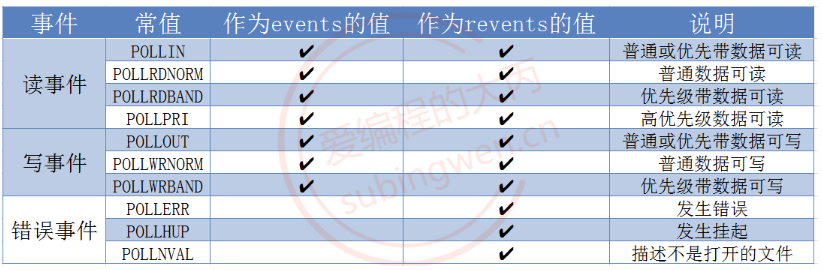 事件 常值 作为events的值 作为revents的值 说明
读事件 POLLIN ✔ ✔ 普通或优先带数据可读
POLLRDNORM ✔ ✔ 普通数据可读
POLLRDBAND ✔ ✔ 优先级带数据可读
POLLPRI ✔ ✔ 高优先级数据可读
写事件 POLLOUT ✔ ✔ 普通或优先带数据可写
POLLWRNORM ✔ ✔ 普通数据可写
POLLWRBAND ✔ ✔ 优先级带数据可写
错误事件 POLLERR ✔ 发生错误
POLLHUP ✔ 发生挂起
POLLNVAL ✔ 描述不是打开的文件
爱编程的大丙
subingwen.cn